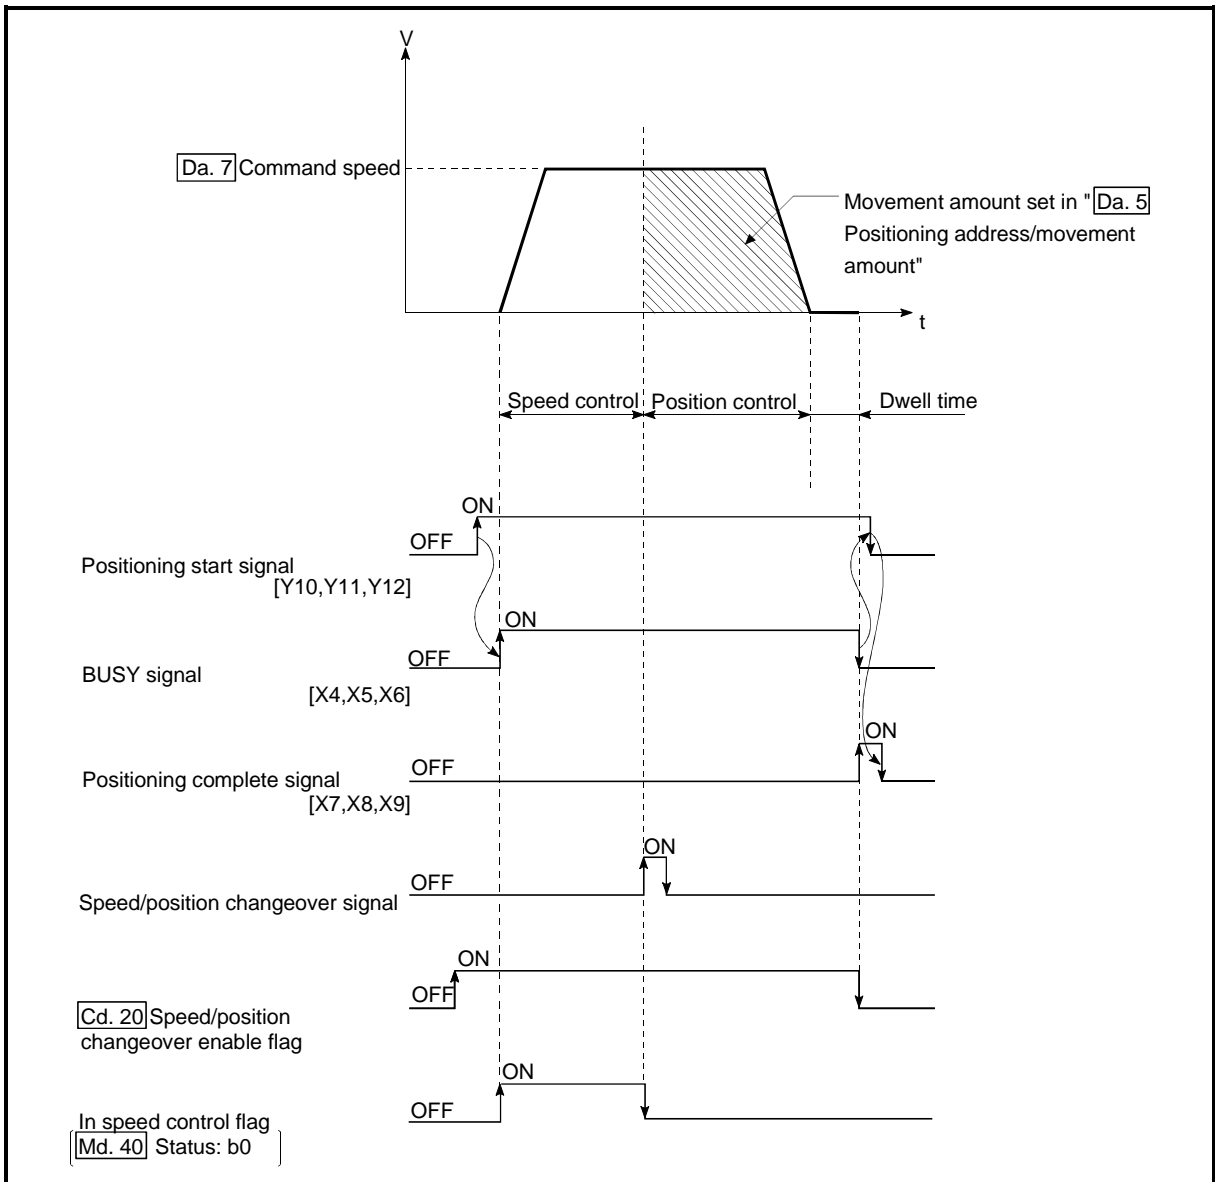 V
Da. 7 Command speed
Movement amount set in "Da. 5
Positioning address/movement
amount"
t
Speed control Position control Dwell time
ON
OFF
Positioning start signal
[Y10,Y11,Y12]
ON
OFF
BUSY signal
[X4,X5,X6]
ON
OFF
Positioning complete signal
[X7,X8,X9]
ON
OFF
Speed/position changeover signal
ON
OFF
Cd. 20 Speed/position
changeover enable flag
ON
OFF
In speed control flag
Md. 40 Status: b0